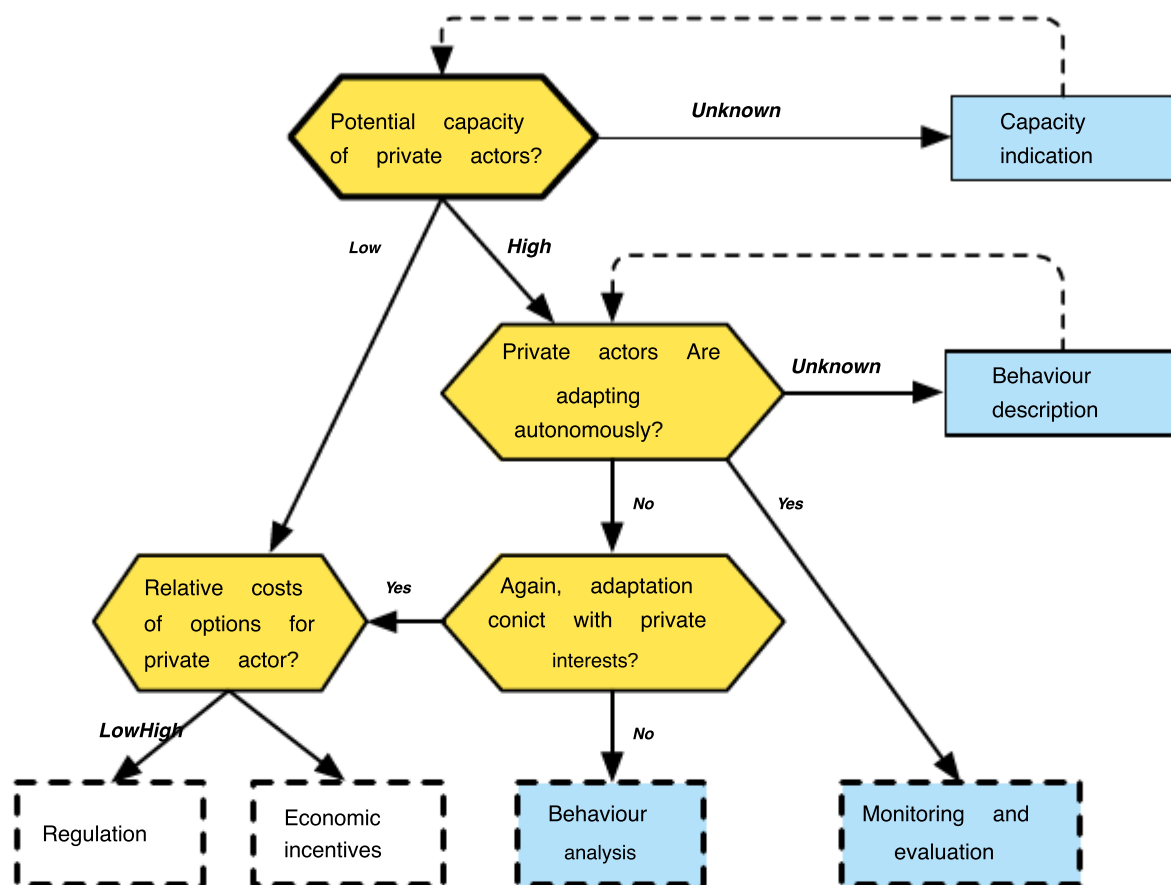 Potential capacity
of private actors?
Unknown
Capacity
indication
Low
High
Private actors Are
adapting
autonomously?
Unknown
Behaviour
description
No
Yes
Relative costs
of options for
private actor?
Yes
Again, adaptation
conict with private
interests?
LowHigh
No
Regulation
Economic
incentives
Behaviour
analysis
Monitoring and
evaluation